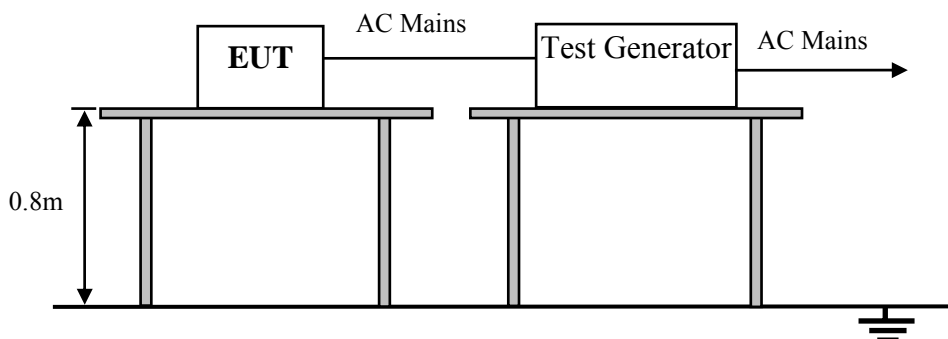 AC Mains
EUT
Test Generator
AC Mains
0.8m